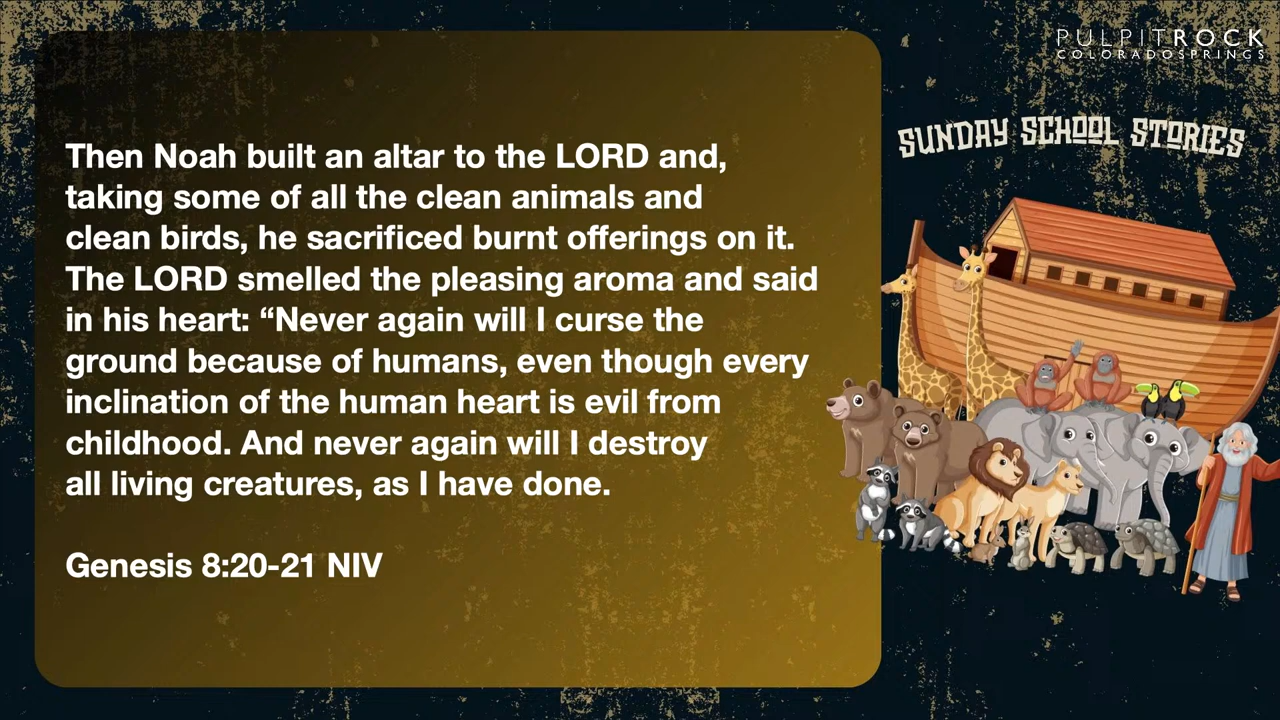 PULPITROCK
COLORADOSPRINGS
SUNDAY SCHOOL STORIES
Then Noah built an altar to the LORD and,
taking some of all the clean animals and
clean birds, he sacrificed burnt offerings on it.
The LORD smelled the pleasing aroma and said
in his heart: “Never again will I curse the
ground because of humans, even though every
inclination of the human heart is evil from
childhood. And never again will I destroy
all living creatures, as I have done.
Genesis 8:20-21 NIV